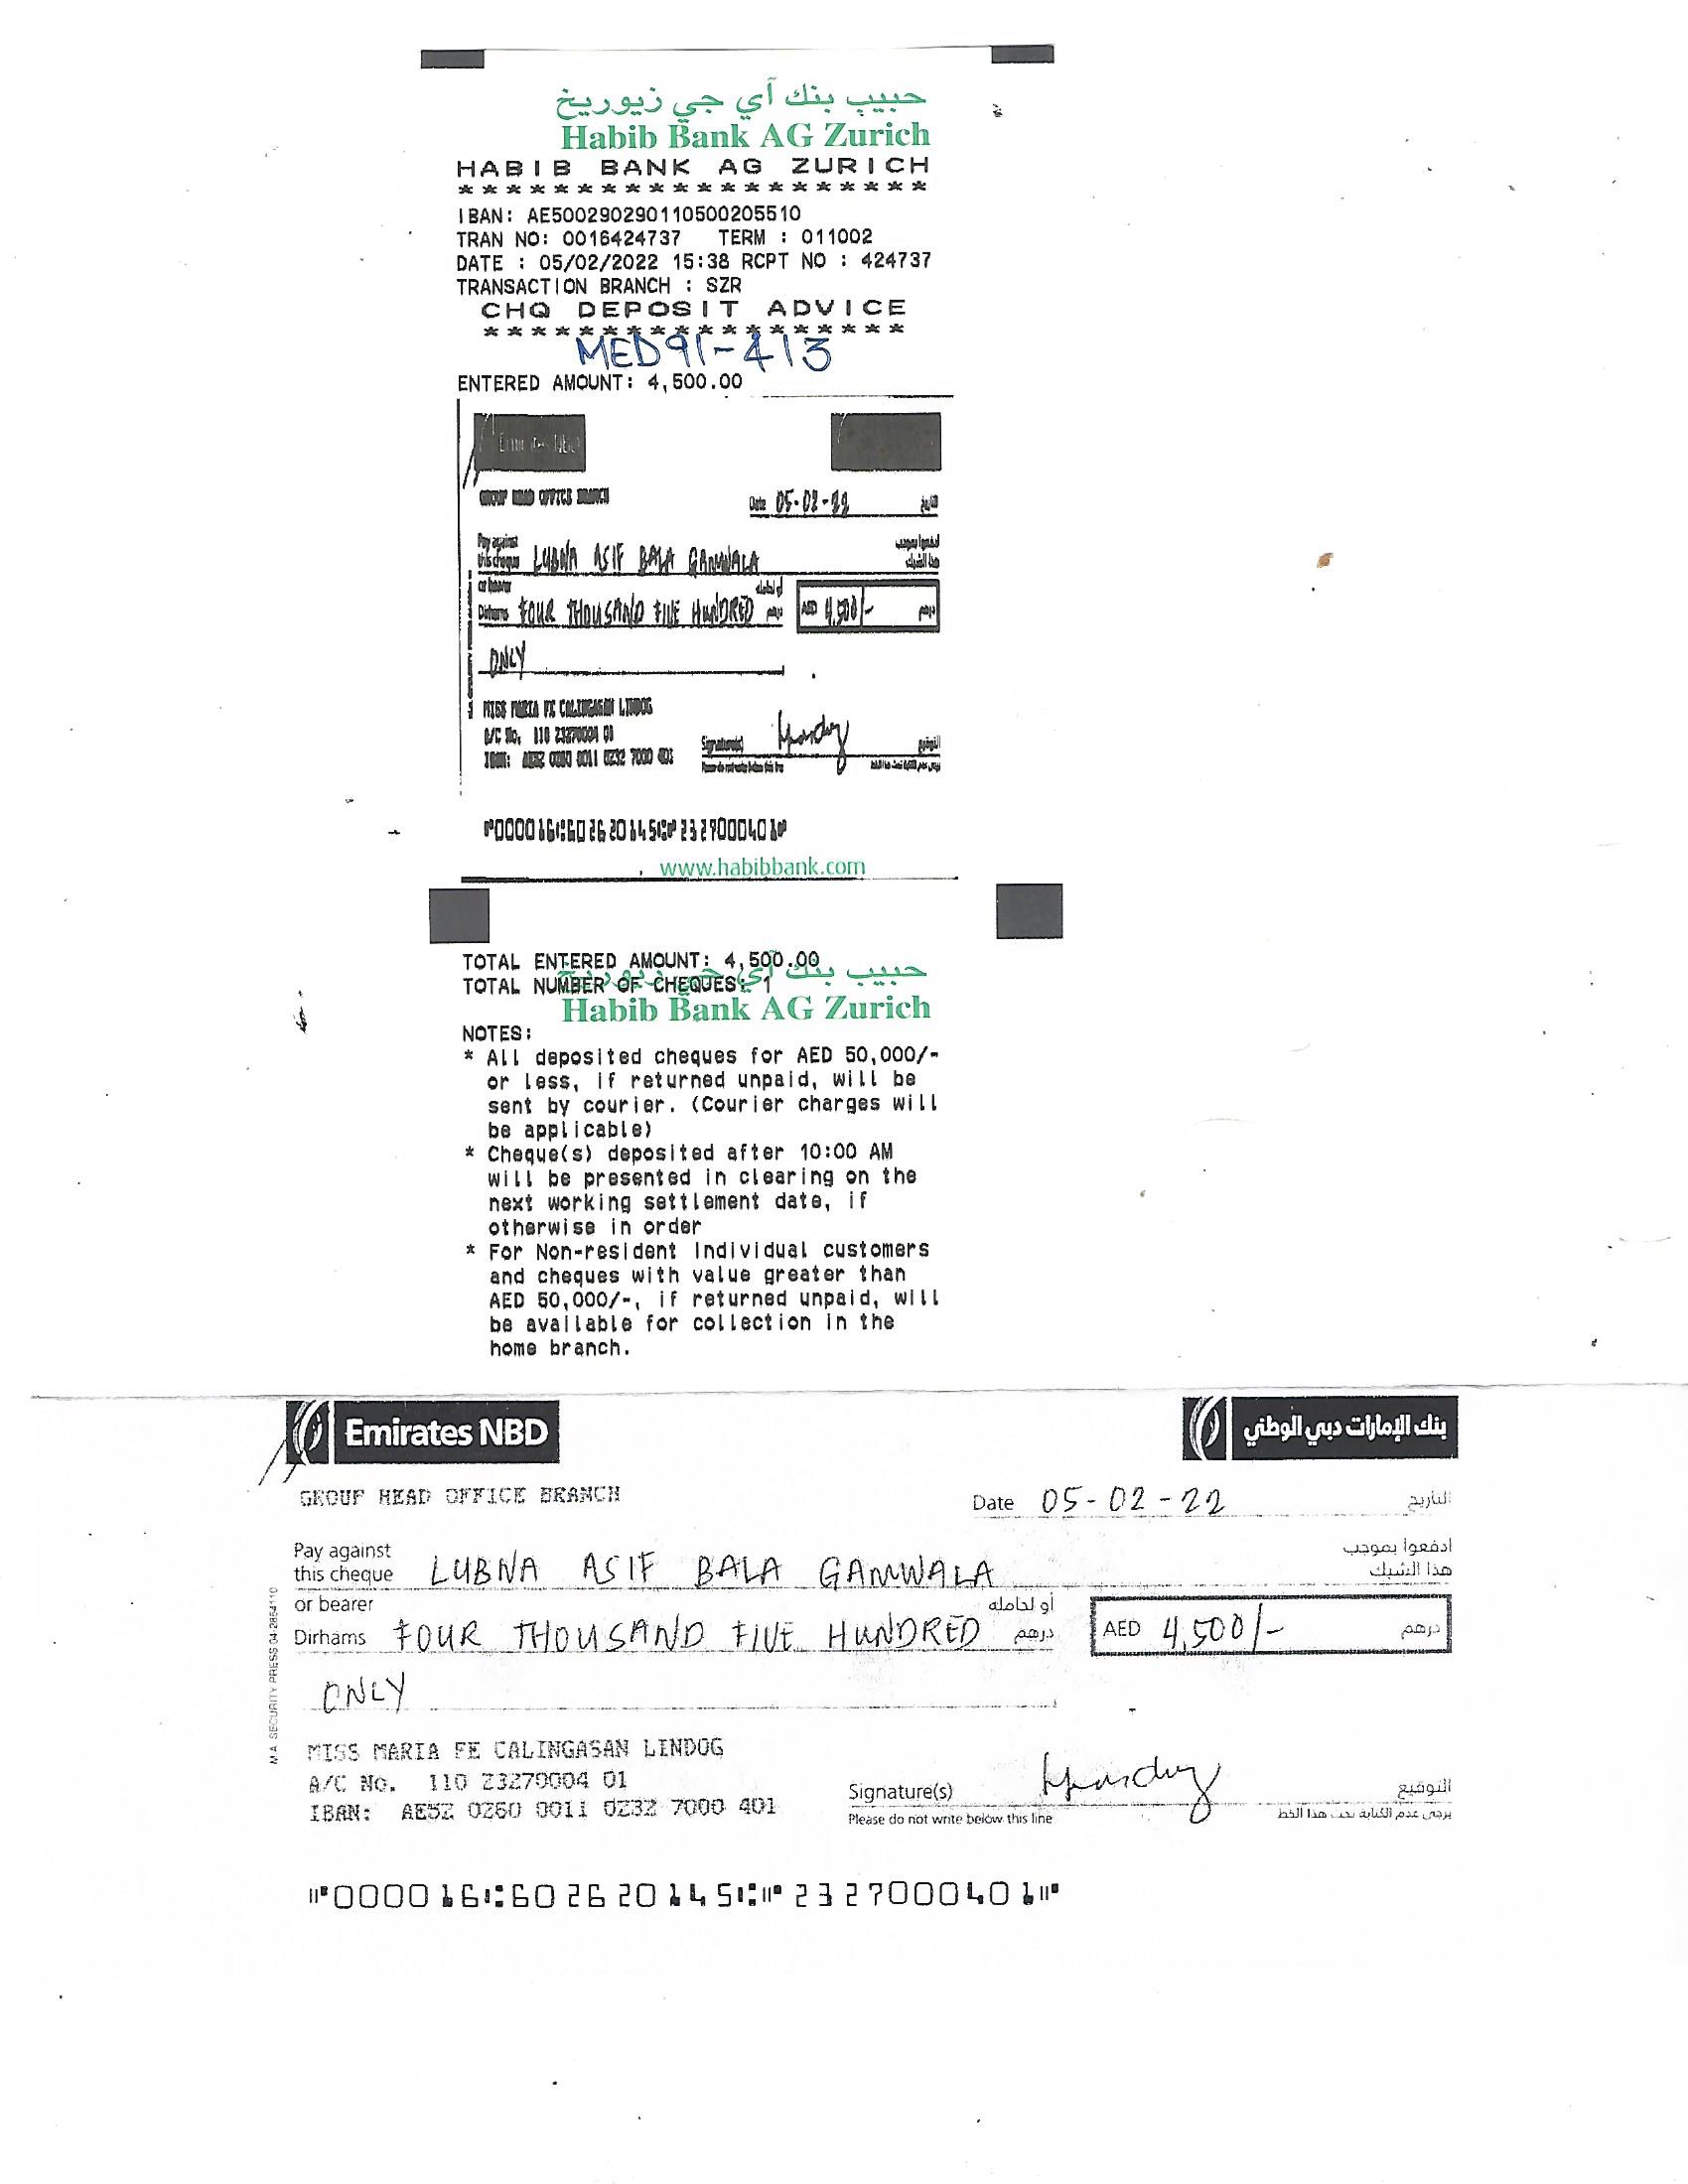 حبيب بنك آي جي زيوريخ
Habib Bank AG Zurich
HABIB BANK AG ZURICH
********************
IBAN: AE500290290110500205510
TRAN NO: 0016424737 TERM : 011002
DATE : 05/02/2022 15:38 RCPT NO : 424737
TRANSACTION BRANCH : SZR
CHQ DEPOSIT ADVICE
******************
MED91-413
ENTERED AMOUNT: 4,500.00
Emirates NBD
GROUP HEAD OFFICE BRANCH
Date 05-02-22 التاريخ
Pay against ادفعوا بموجب
this cheque LUBNA ASIF BALA GAMWALA هذا الشيك
or bearer أو لحامله
Dirhams FOUR THOUSAND FIVE HUNDRED درهم AED 4,500/- درهم
ONLY
MISS MARIA FE CALINGASAN LINDOG
A/C No. 110 23270004 01
IBAN: AE52 0260 0011 0232 7000 401
Signature(s) التوقيع
Please do not write below this line يرجى عدم الكتابة تحت هذا الخط
⑈000016⑆602620145⑆⑈2327000401⑈
www.habibbank.com
TOTAL ENTERED AMOUNT: 4,500.00
حبيب بنك آي جي زيوريخ
TOTAL NUMBER OF CHEQUES: 1
Habib Bank AG Zurich
NOTES:
* All deposited cheques for AED 50,000/-
or less, if returned unpaid, will be
sent by courier. (Courier charges will
be applicable)
* Cheque(s) deposited after 10:00 AM
will be presented in clearing on the
next working settlement date, if
otherwise in order
* For Non-resident Individual customers
and cheques with value greater than
AED 50,000/-, if returned unpaid, will
be available for collection in the
home branch.
Emirates NBD بنك الإمارات دبي الوطني
GROUP HEAD OFFICE BRANCH
Date 05-02-22 التاريخ
Pay against ادفعوا بموجب
this cheque LUBNA ASIF BALA GAMWALA هذا الشيك
or bearer أو لحامله
Dirhams FOUR THOUSAND FIVE HUNDRED درهم AED 4,500/- درهم
ONLY
M.A. SECURITY PRESS 04-2854110
MISS MARIA FE CALINGASAN LINDOG
A/C No. 110 23270004 01
IBAN: AE52 0260 0011 0232 7000 401
Signature(s) التوقيع
Please do not write below this line يرجى عدم الكتابة تحت هذا الخط
⑈000016⑆602620145⑆⑈2327000401⑈